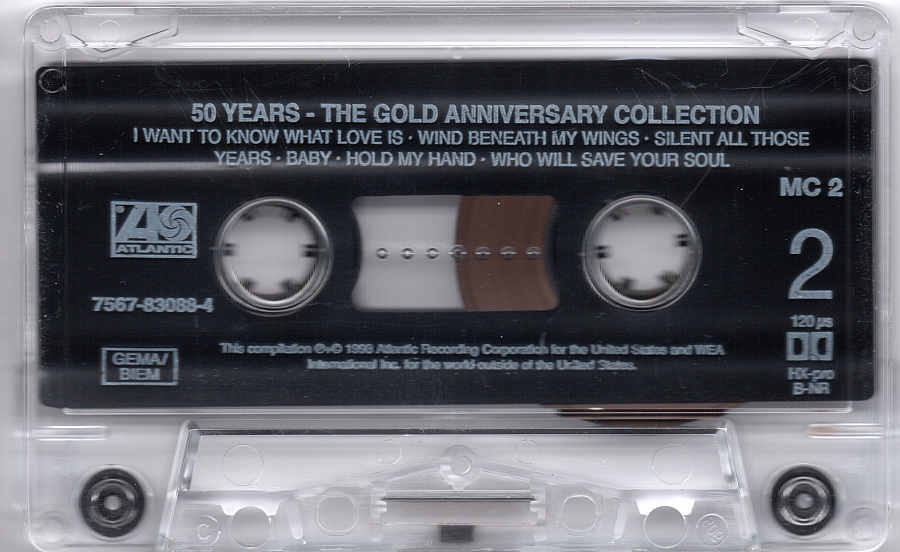 50 YEARS - THE GOLD ANNIVERSARY COLLECTION
I WANT TO KNOW WHAT LOVE IS · WIND BENEATH MY WINGS · SILENT ALL THOSE
YEARS · BABY · HOLD MY HAND · WHO WILL SAVE YOUR SOUL
MC 2
ATLANTIC
2
7567-83088-4
120 µs
This compilation ℗+© 1998 Atlantic Recording Corporation for the United States and WEA
International Inc. for the world outside of the United States.
GEMA/
BIEM
HX-pro
B-NR